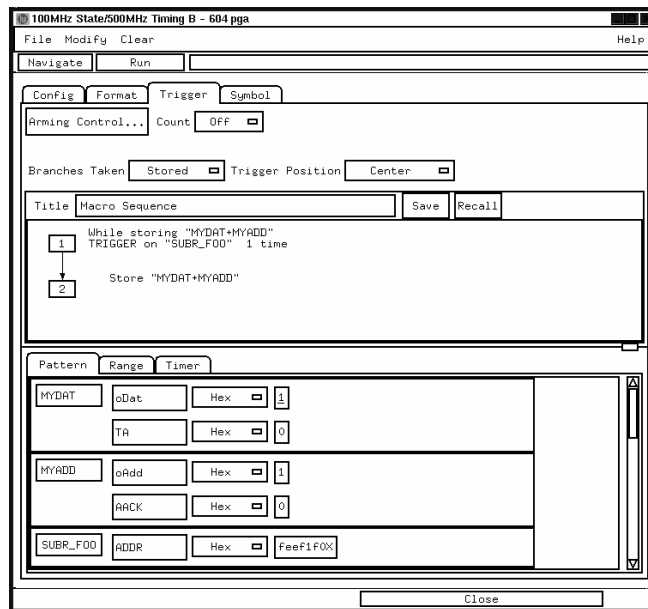 100MHz State/500MHz Timing B - 604 pga
File Modify Clear Help
Navigate Run
Config Format Trigger Symbol
Arming Control... Count Off
Branches Taken Stored Trigger Position Center
Title Macro Sequence Save Recall
While storing "MYDAT+MYADD"
1 TRIGGER on "SUBR_FOO" 1 time
2 Store "MYDAT+MYADD"
Pattern Range Timer
MYDAT oDat Hex 1
TA Hex 0
MYADD oAdd Hex 1
AACK Hex 0
SUBR_FOO ADDR Hex feef1f0X
Close